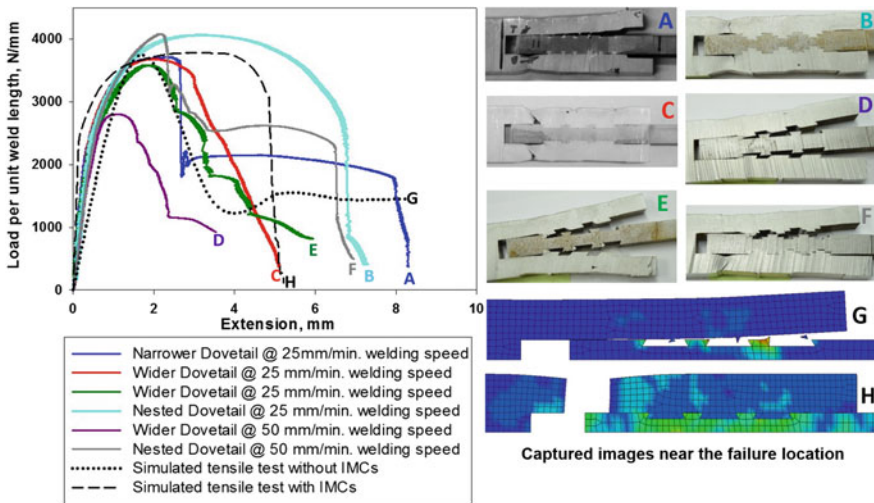 Load per unit weld length, N/mm
4000
3000
2000
1000
0
0
2
4
6
8
10
Extension, mm
A
B
C
D
E
F
G
H
Narrower Dovetail @ 25mm/min. welding speed
Wider Dovetail @ 25 mm/min. welding speed
Wider Dovetail @ 25 mm/min. welding speed
Nested Dovetail @ 25 mm/min. welding speed
Wider Dovetail @ 50 mm/min. welding speed
Nested Dovetail @ 50 mm/min. welding speed
Simulated tensile test without IMCs
Simulated tensile test with IMCs
A
B
C
D
E
F
G
H
Captured images near the failure location